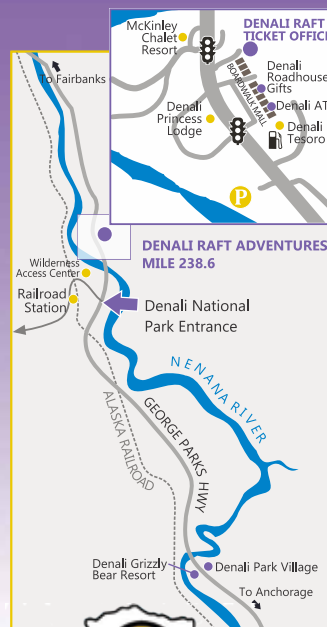 McKinley
Chalet
Resort
DENALI RAFT
TICKET OFFIC
BOARDWALK MALL
Denali
Roadhouse
Gifts
Denali AT
Denali
Princess
Lodge
Denali
Tesoro
P
To Fairbanks
DENALI RAFT ADVENTURES
MILE 238.6
Wilderness
Access Center
Railroad
Station
Denali National
Park Entrance
NENANA RIVER
ALASKA RAILROAD
GEORGE PARKS HWY
Denali Grizzly
Bear Resort
Denali Park Village
To Anchorage